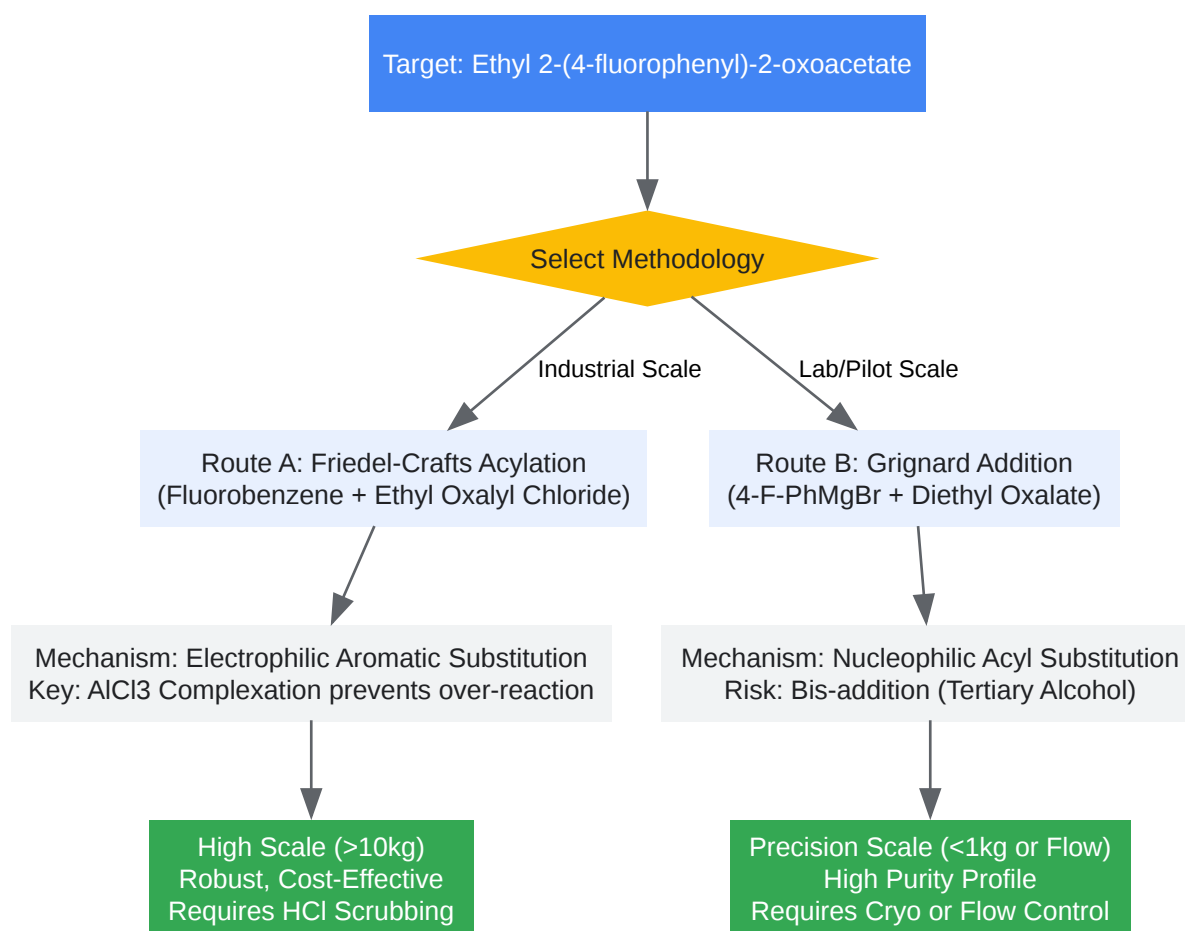 Target: Ethyl 2-(4-fluorophenyl)-2-oxoacetate
Select Methodology
Industrial Scale
Lab/Pilot Scale
Route A: Friedel-Crafts Acylation
(Fluorobenzene + Ethyl Oxalyl Chloride)
Route B: Grignard Addition
(4-F-PhMgBr + Diethyl Oxalate)
Mechanism: Electrophilic Aromatic Substitution
Key: AlCl3 Complexation prevents over-reaction
Mechanism: Nucleophilic Acyl Substitution
Risk: Bis-addition (Tertiary Alcohol)
High Scale (>10kg)
Robust, Cost-Effective
Requires HCl Scrubbing
Precision Scale (<1kg or Flow)
High Purity Profile
Requires Cryo or Flow Control